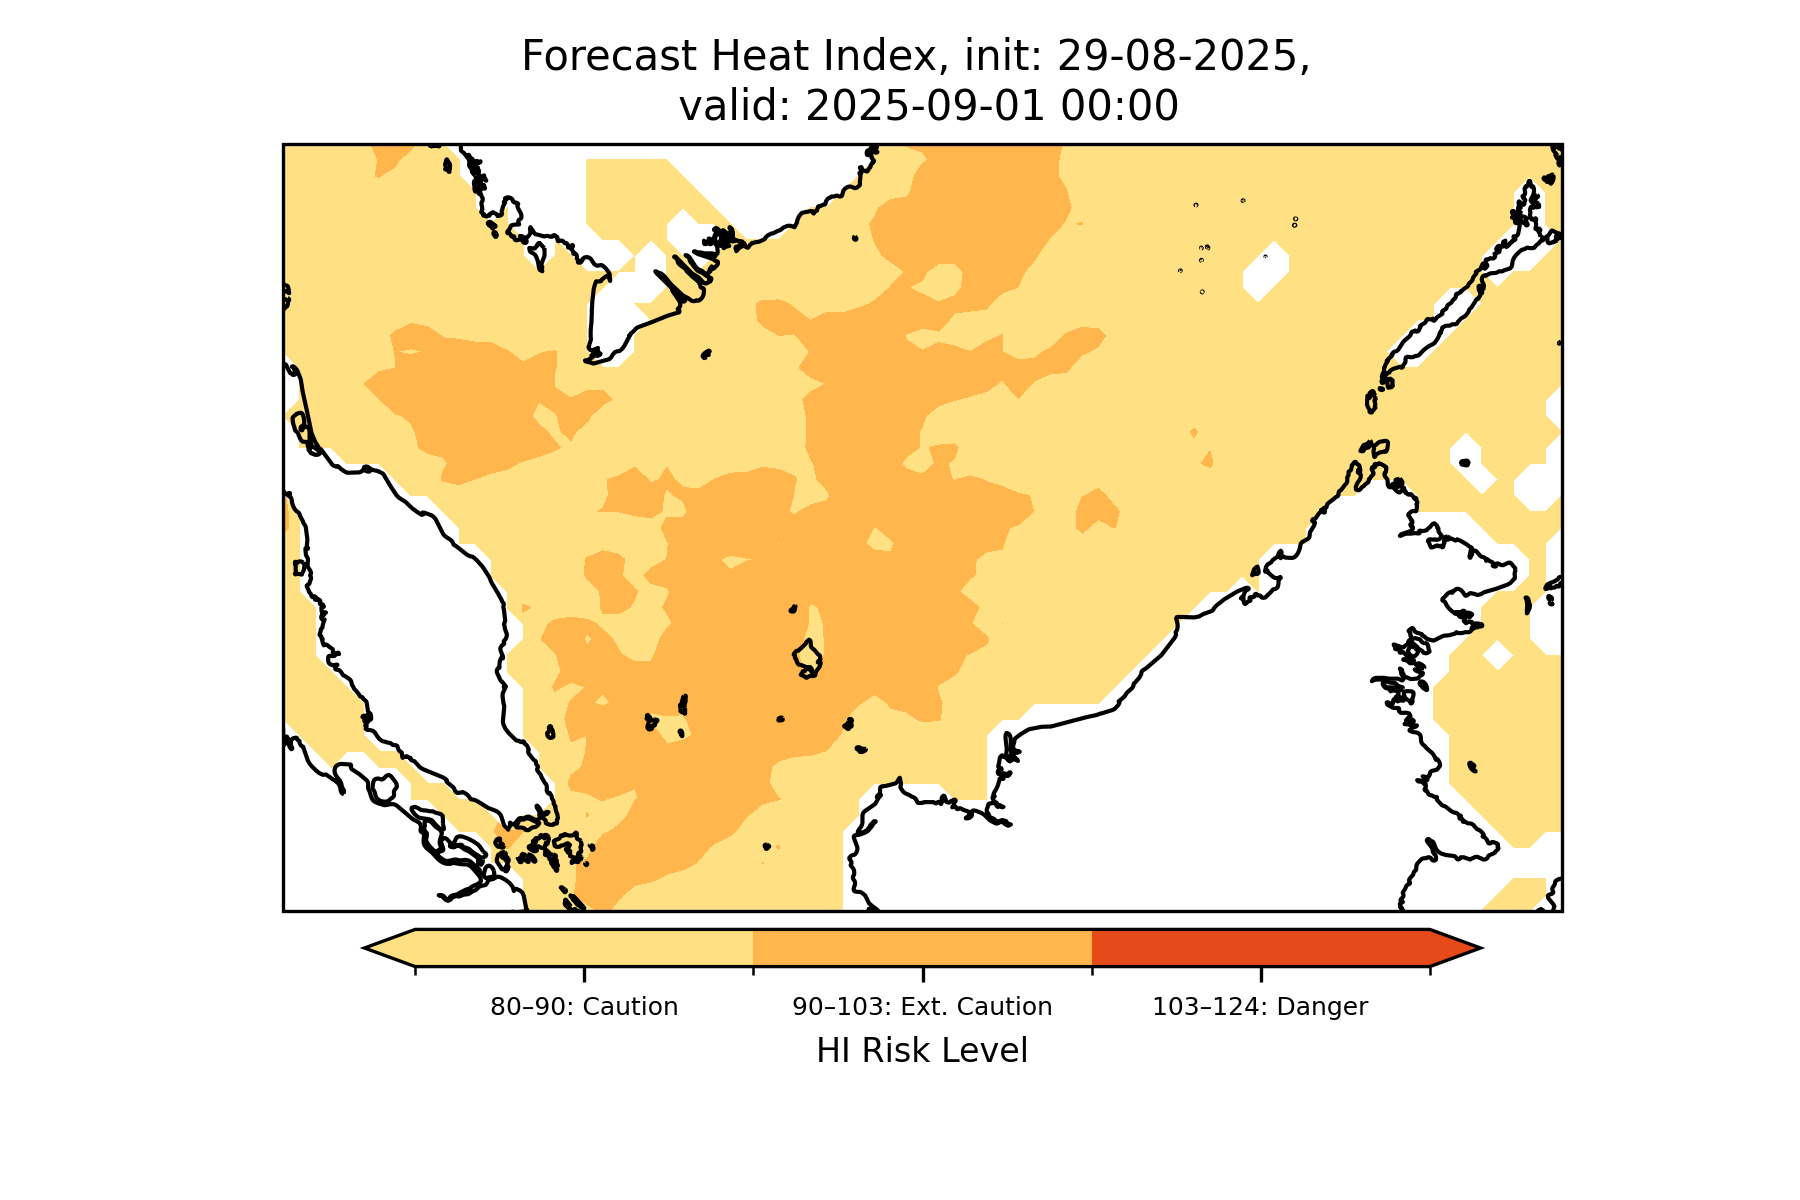 Forecast Heat Index, init: 29-08-2025,
valid: 2025-09-01 00:00
80–90: Caution
90–103: Ext. Caution
103–124: Danger
HI Risk Level